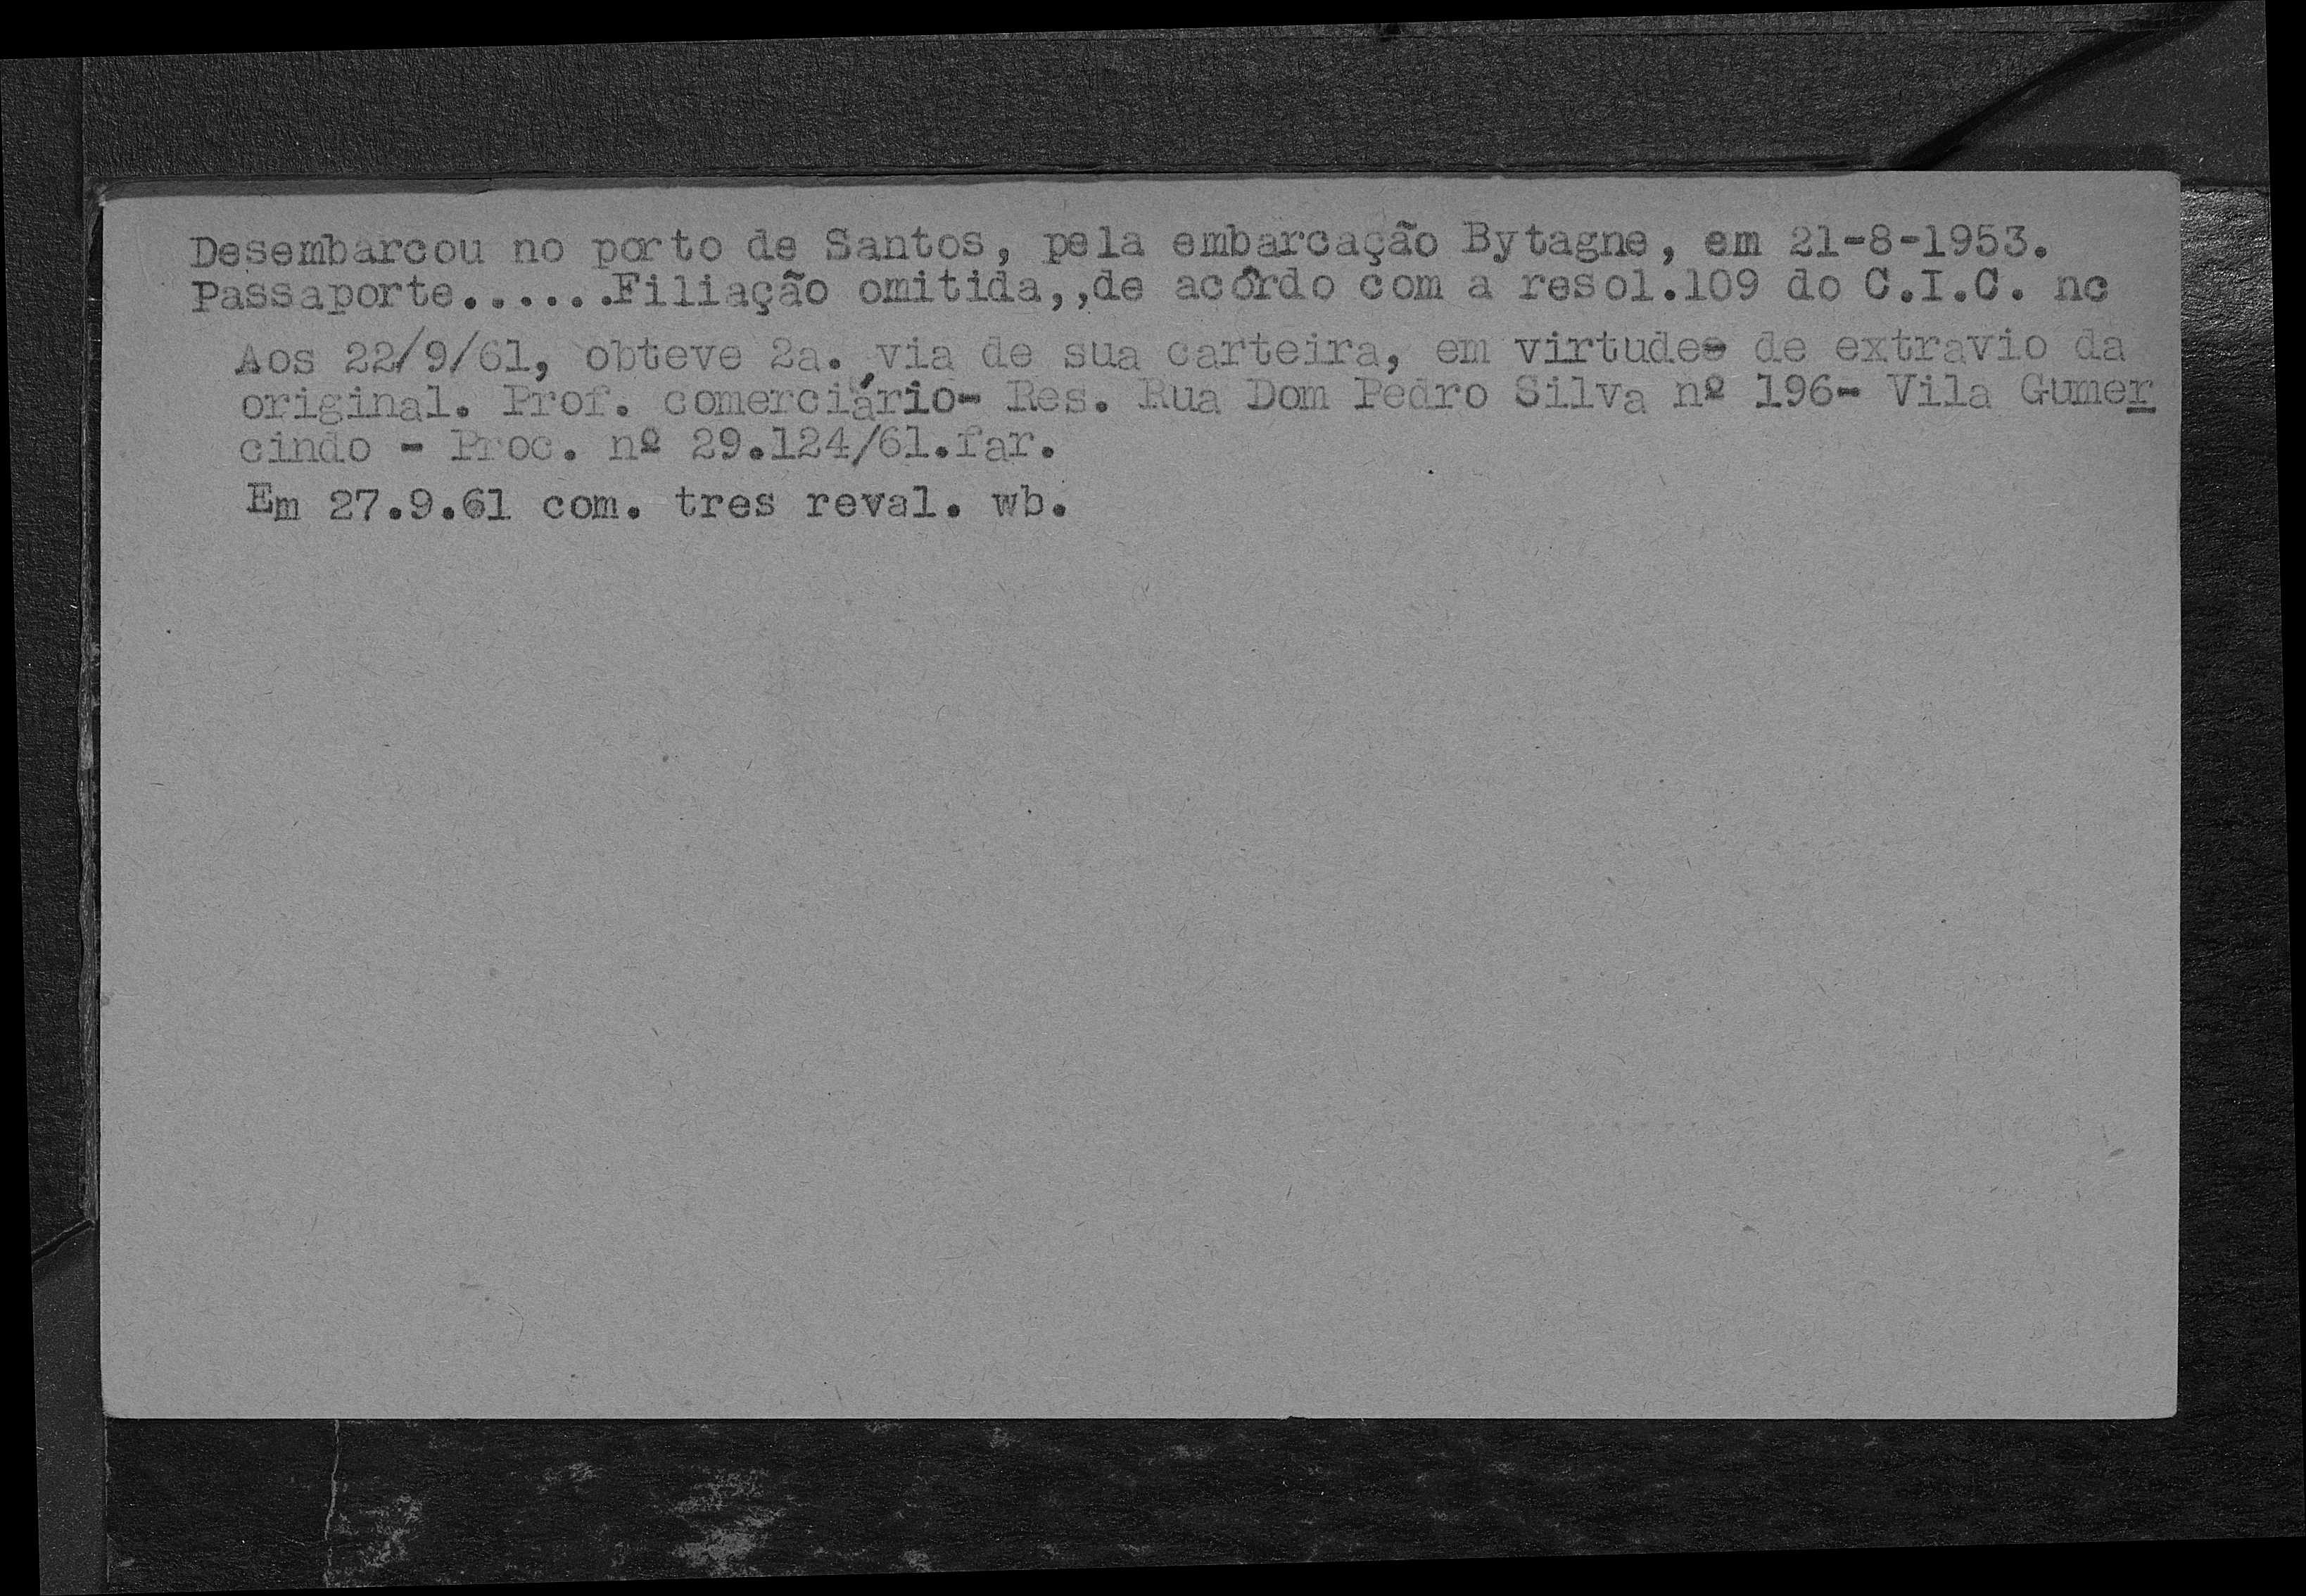 Desembarcou no porto de Santos, pela embarcação Bytagne, em 21-8-1953.
Passaporte......Filiação omitida,,de acôrdo com a resol.109 do C.I.C. nc
Aos 22/9/61, obteve 2a. via de sua carteira, em virtude de extravio da
original. Prof. comerciário- Res. Rua Dom Pedro Silva nº 196- Vila Gumer
cindo - Proc. nº 29.124/61.far.
Em 27.9.61 com. tres reval. wb.